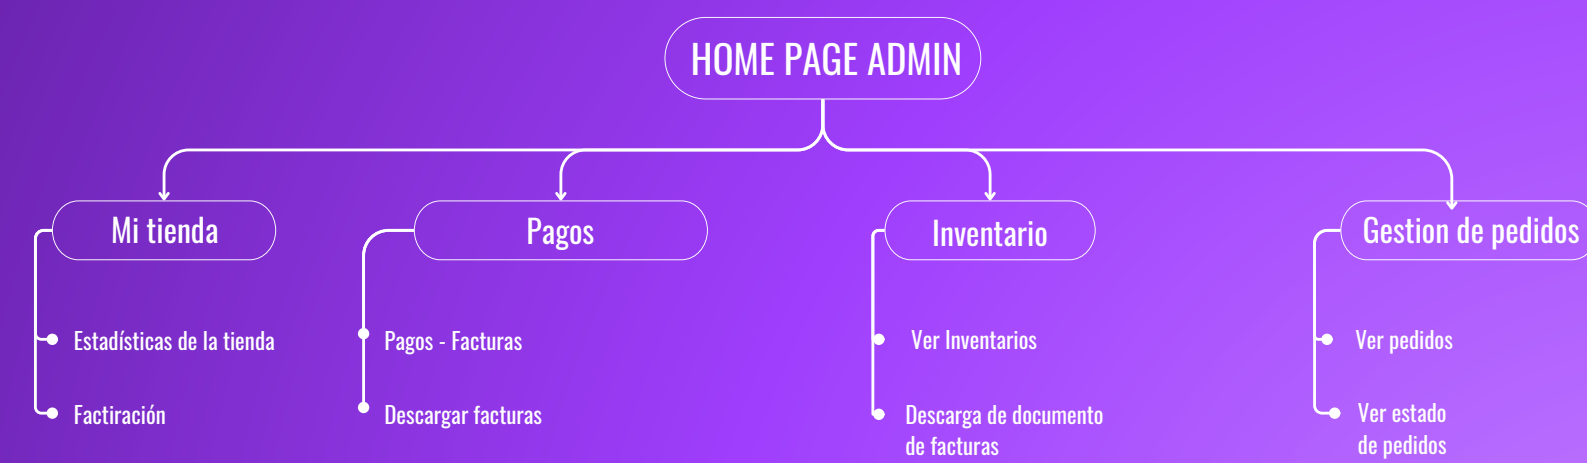 HOME PAGE ADMIN
Mi tienda
Estadísticas de la tienda
Factiración
Pagos
Pagos - Facturas
Descargar facturas
Inventario
Ver Inventarios
Descarga de documento
de facturas
Gestion de pedidos
Ver pedidos
Ver estado
de pedidos